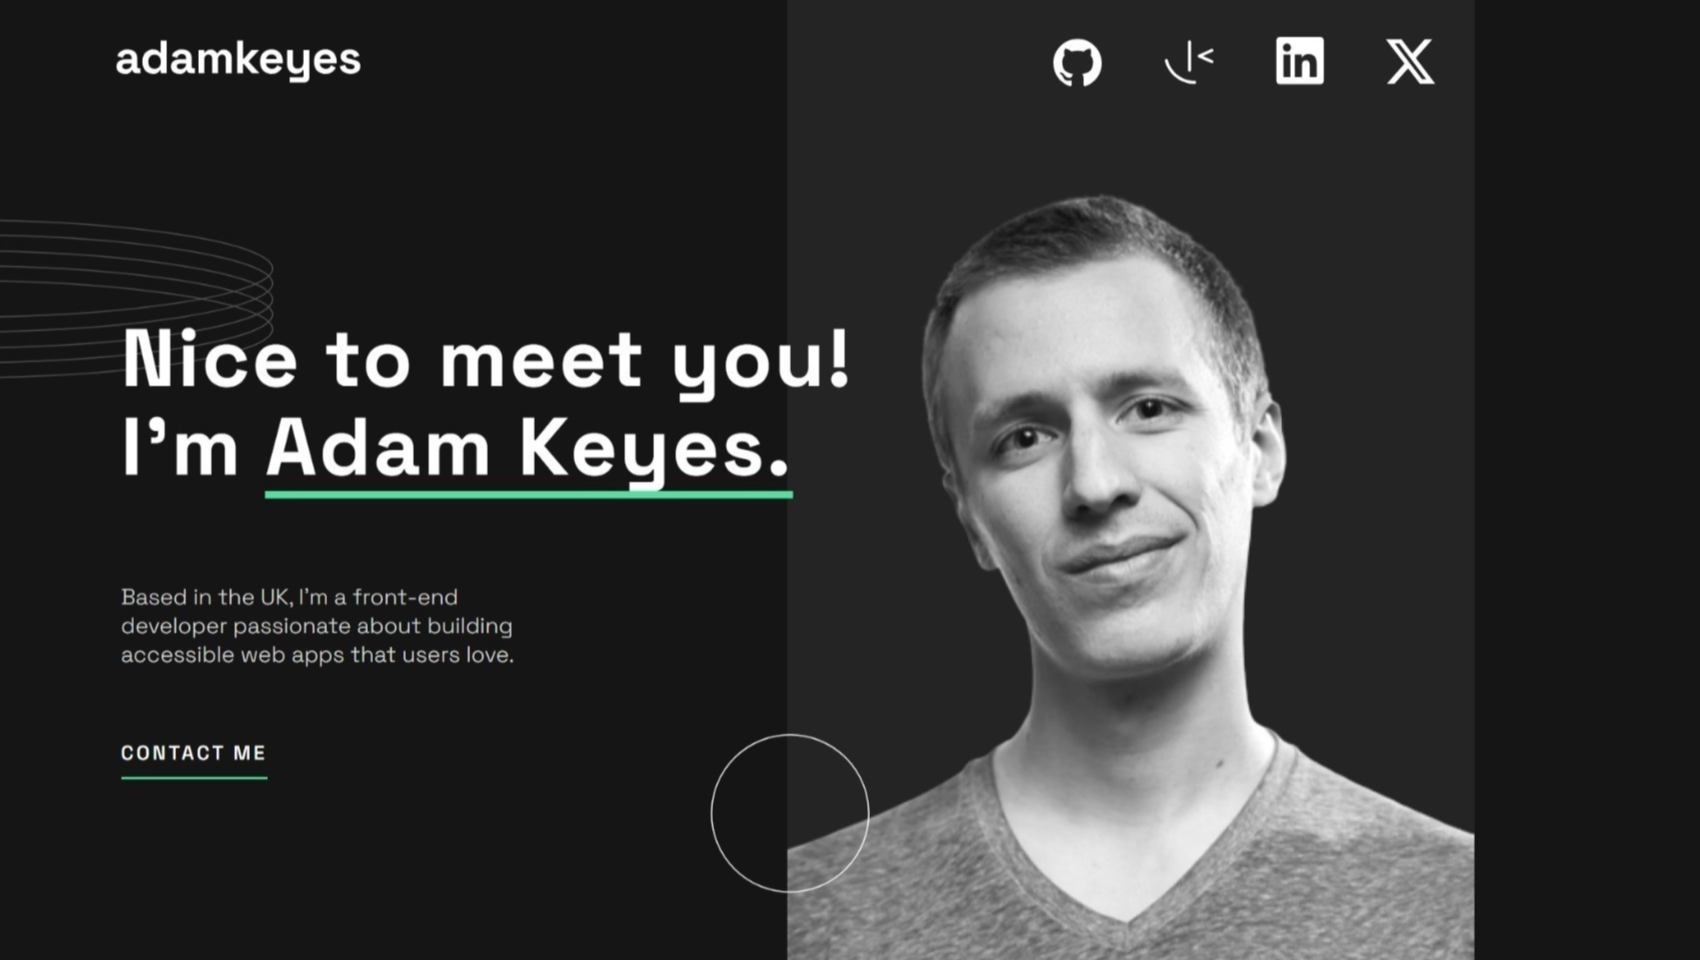 adamkeyes
Nice to meet you!
I'm Adam Keyes.
Based in the UK, I'm a front-end
developer passionate about building
accessible web apps that users love.
CONTACT ME